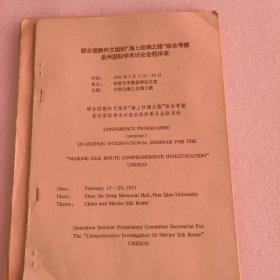 联合国教科文组织“海上丝绸之路”综合考察
泉州国际学术讨论会程序表
时间： 1991年2月17日—20日
地点： 华侨大学陈嘉庚纪念堂
主题： 中国与海上丝绸之路
联合国教科文组织“海上丝绸之路”综合考察
泉州国际学术讨论会组织委员会秘书处
CONFERENCE PROGRAMME
(seminar)
QUANZHOU INTERNATIONAL SEMINAR FOR THE
"MARINE SILK ROUTE COMPREHENSIVE INVESTIGATION"
UNESCO
Date: February 17—20,1991
Place: Chen Jia Geng Memorial Hall,Hua Qiao University
Theme: China and Marine Silk Route
Quanzhou Seminar Preparatory Committee Secretariat For
The "Comprehensive Investigation Of Marine Silk Route"
UNESCO